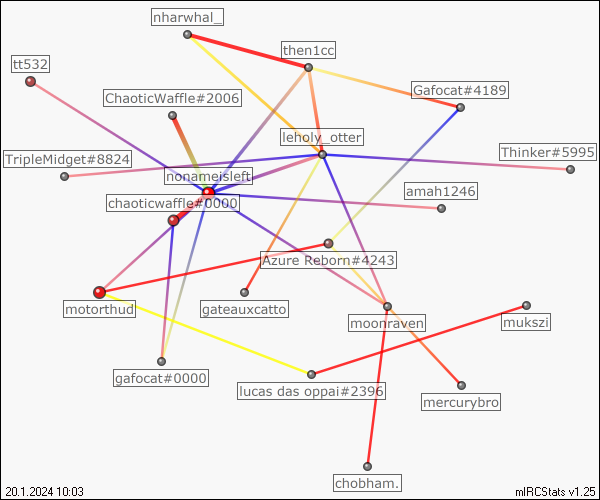 nharwhal_
then1cc
tt532
Gafocat#4189
ChaoticWaffle#2006
leholy_otter
Thinker#5995
TripleMidget#8824
nonameisleft
amah1246
chaoticwaffle#0000
Azure Reborn#4243
motorthud
gateauxcatto
moonraven
mukszi
gafocat#0000
lucas das oppai#2396
mercurybro
chobham.
20.1.2024 10:03
mIRCStats v1.25